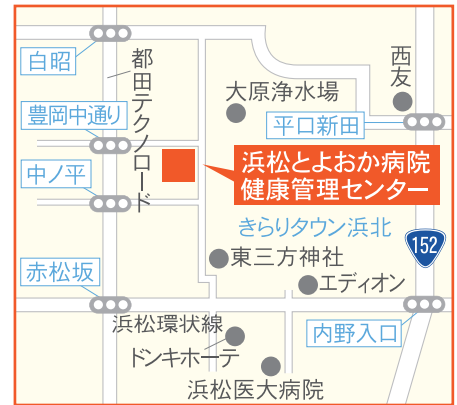 白昭
都田テクノロード
西友
大原浄水場
豊岡中通り
平口新田
浜松とよおか病院
健康管理センター
中ノ平
きらりタウン浜北
152
東三方神社
赤松坂
エディオン
浜松環状線
内野入口
ドンキホーテ
浜松医大病院